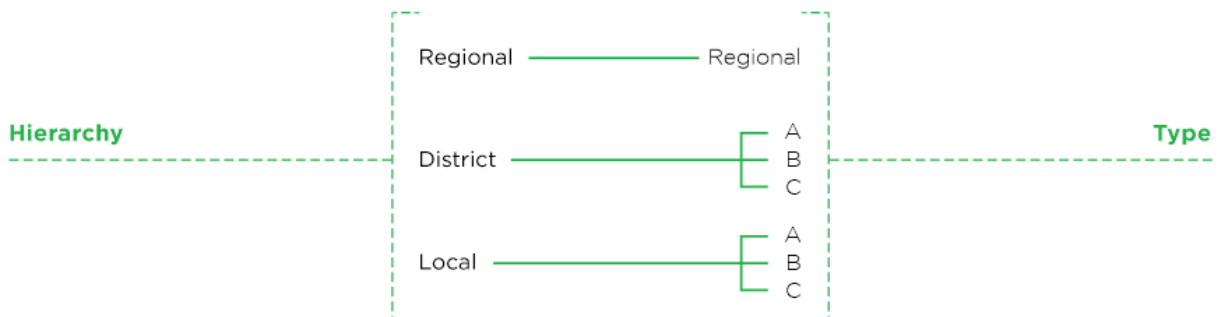 Regional Regional
Hierarchy Type
A
District B
C
A
Local B
C